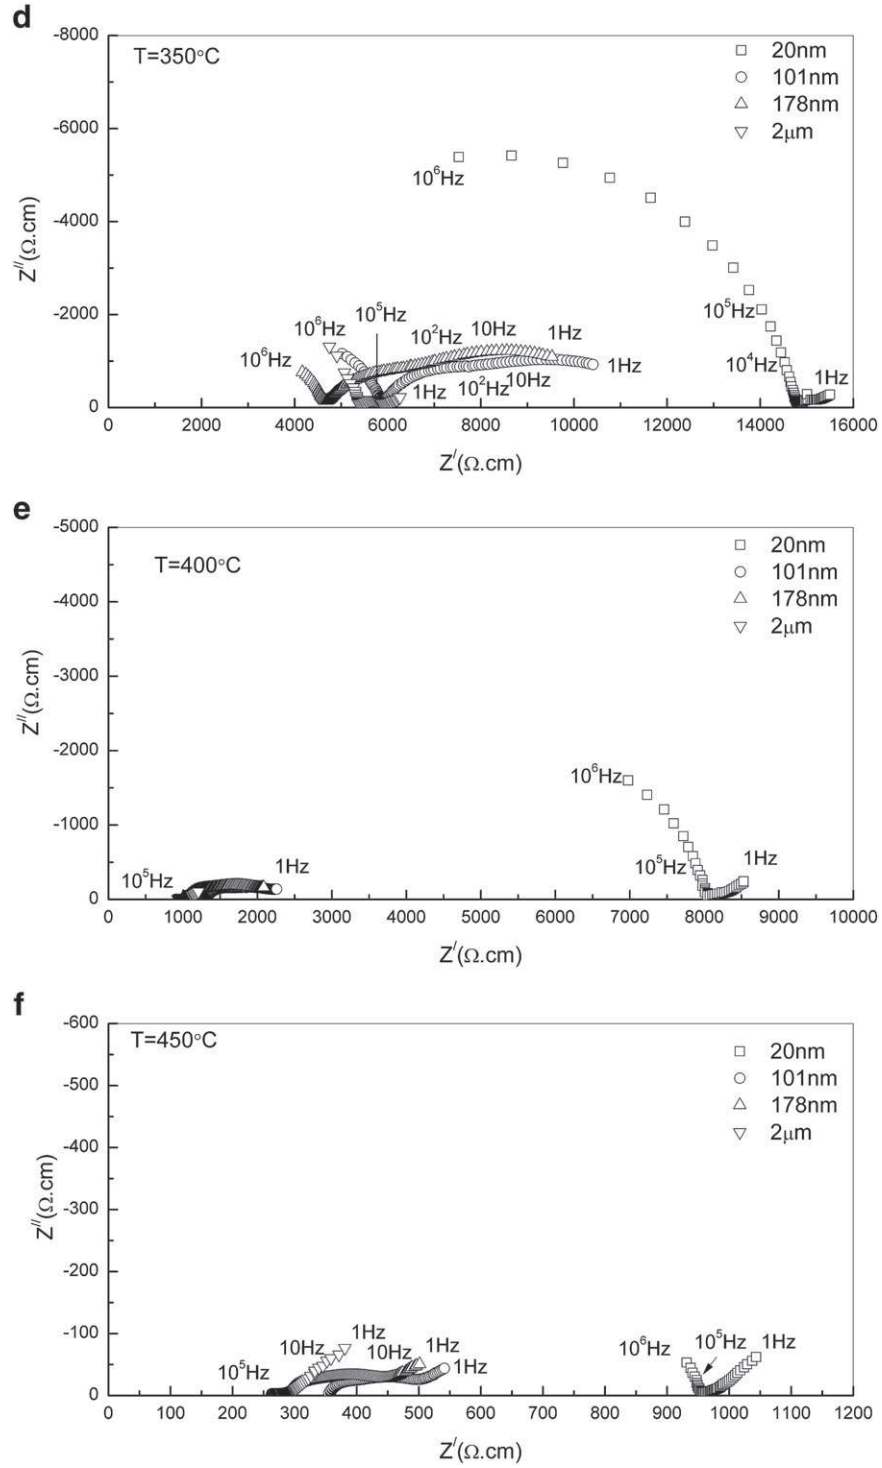 d
T=350°C
20nm
101nm
178nm
2μm
-8000
-6000
-4000
-2000
0
Z//(Ω.cm)
10⁶Hz
10⁵Hz
10⁴Hz
1Hz
10⁶Hz
10⁶Hz
10⁵Hz
10²Hz
10Hz
1Hz
1Hz
10²Hz
10Hz
1Hz
0 2000 4000 6000 8000 10000 12000 14000 16000
Z/(Ω.cm)
e
T=400°C
20nm
101nm
178nm
2μm
-5000
-4000
-3000
-2000
-1000
0
Z//(Ω.cm)
10⁶Hz
10⁵Hz
1Hz
10⁵Hz
1Hz
0 1000 2000 3000 4000 5000 6000 7000 8000 9000 10000
Z/(Ω.cm)
f
T=450°C
20nm
101nm
178nm
2μm
-600
-500
-400
-300
-200
-100
0
Z//(Ω.cm)
10⁵Hz
10Hz
1Hz
10Hz
1Hz
1Hz
10⁶Hz
10⁵Hz
1Hz
0 100 200 300 400 500 600 700 800 900 1000 1100 1200
Z/(Ω.cm)